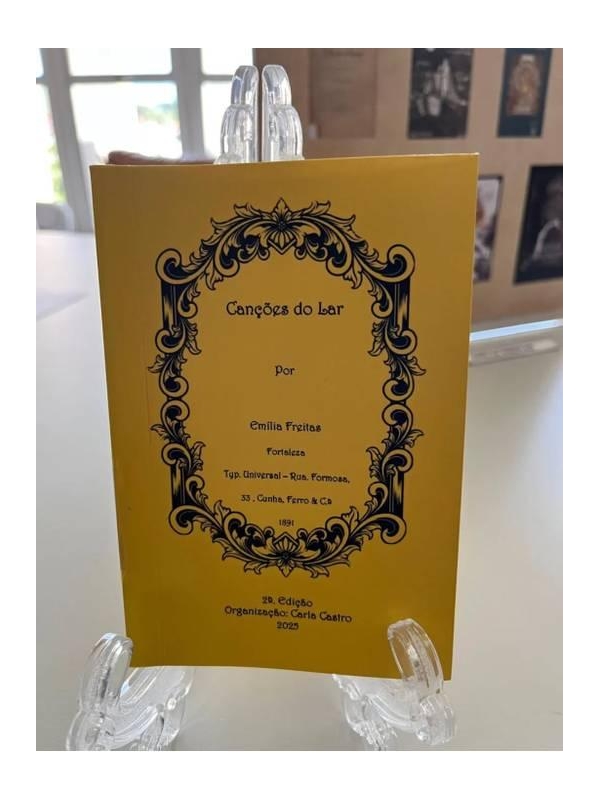 Canções do Lar
Por
Emília Freitas
Fortaleza
Typ. Universal – Rua. Formosa,
33 , Cunha, Ferro & C.ª
1891
2ª. Edição
Organização: Carla Castro
2025